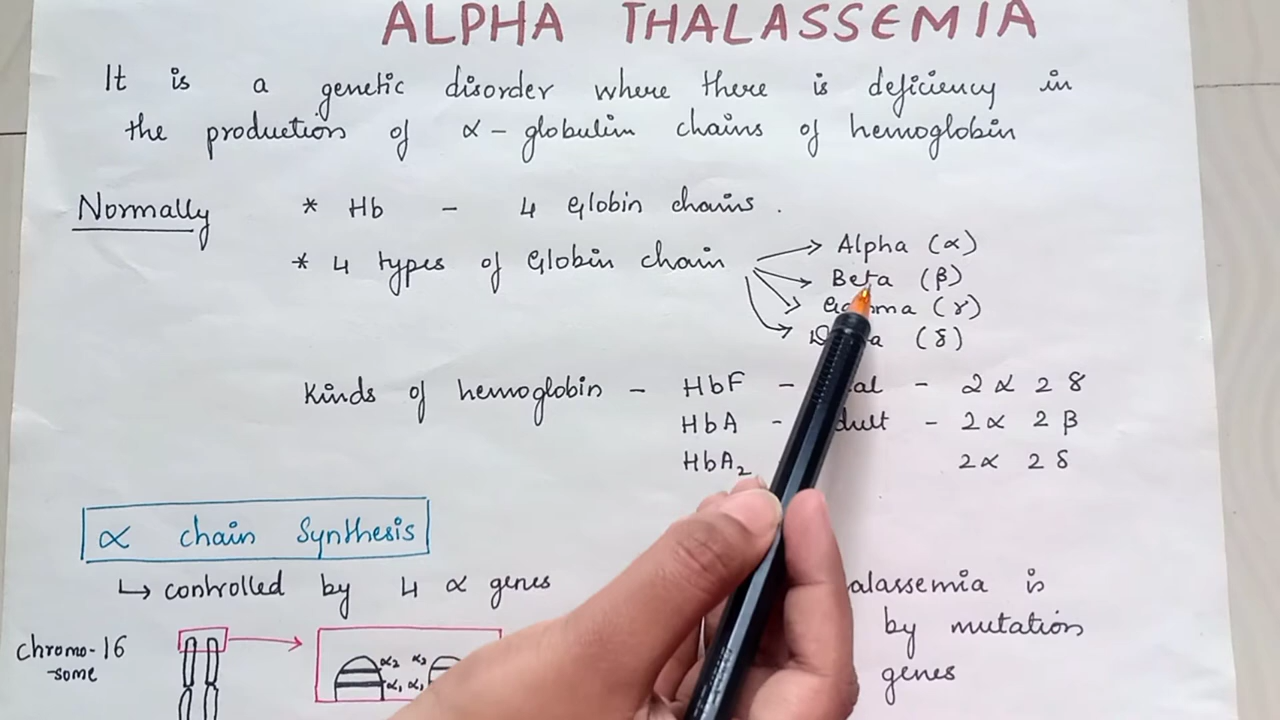 ALPHA THALASSEMIA
It is a genetic disorder where there is deficiency in
the production of α - globulin chains of hemoglobin
Normally * Hb - 4 Globin chains.
* 4 types of Globin chain
Alpha (α)
Beta (β)
(γ)
(δ)
Kinds of hemoglobin - HbF - - 2α 2γ
HbA - - 2α 2β
HbA₂ 2α 2δ
α chain Synthesis
↳ controlled by 4 α genes
is
by mutation
genes
chromo-16
-some
α₂ α₂
α₁ α₁